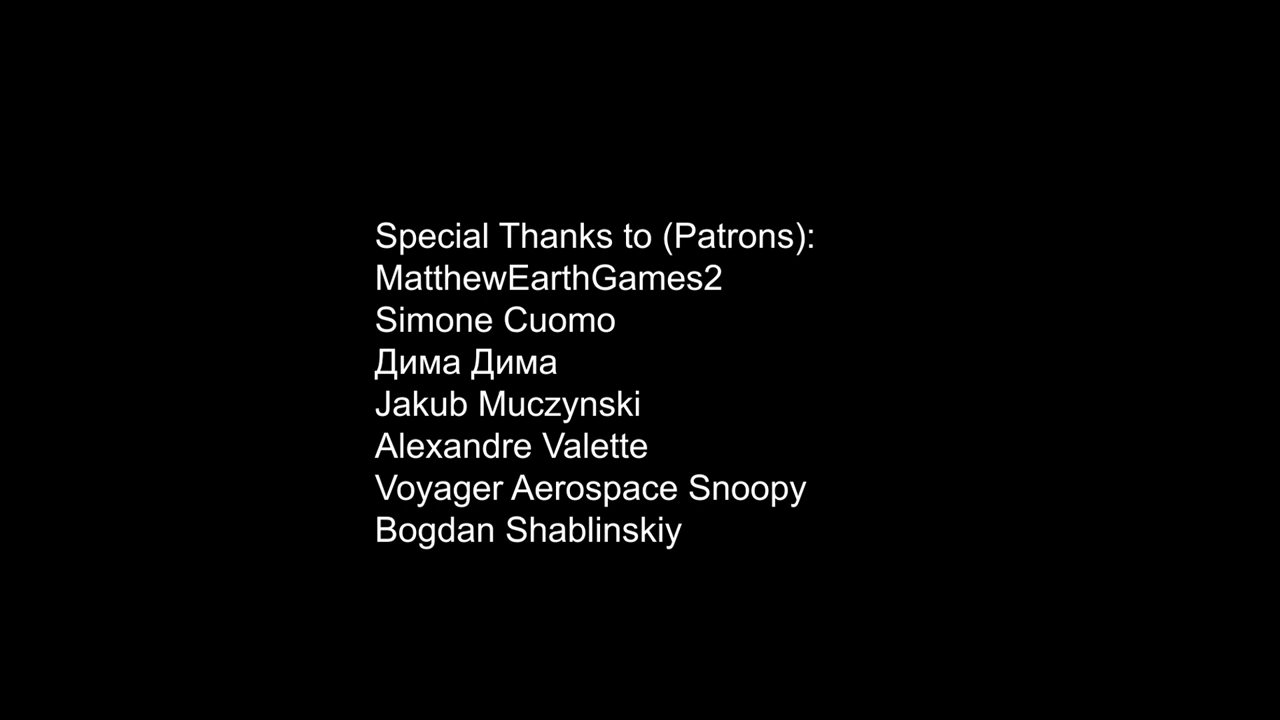 Special Thanks to (Patrons):
MatthewEarthGames2
Simone Cuomo
Дима Дима
Jakub Muczynski
Alexandre Valette
Voyager Aerospace Snoopy
Bogdan Shablinskiy